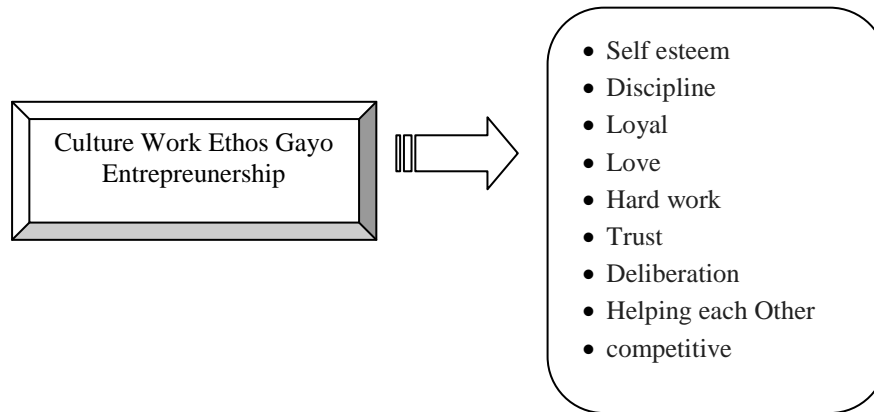 Culture Work Ethos Gayo
Entrepreunership
• Self esteem
• Discipline
• Loyal
• Love
• Hard work
• Trust
• Deliberation
• Helping each Other
• competitive